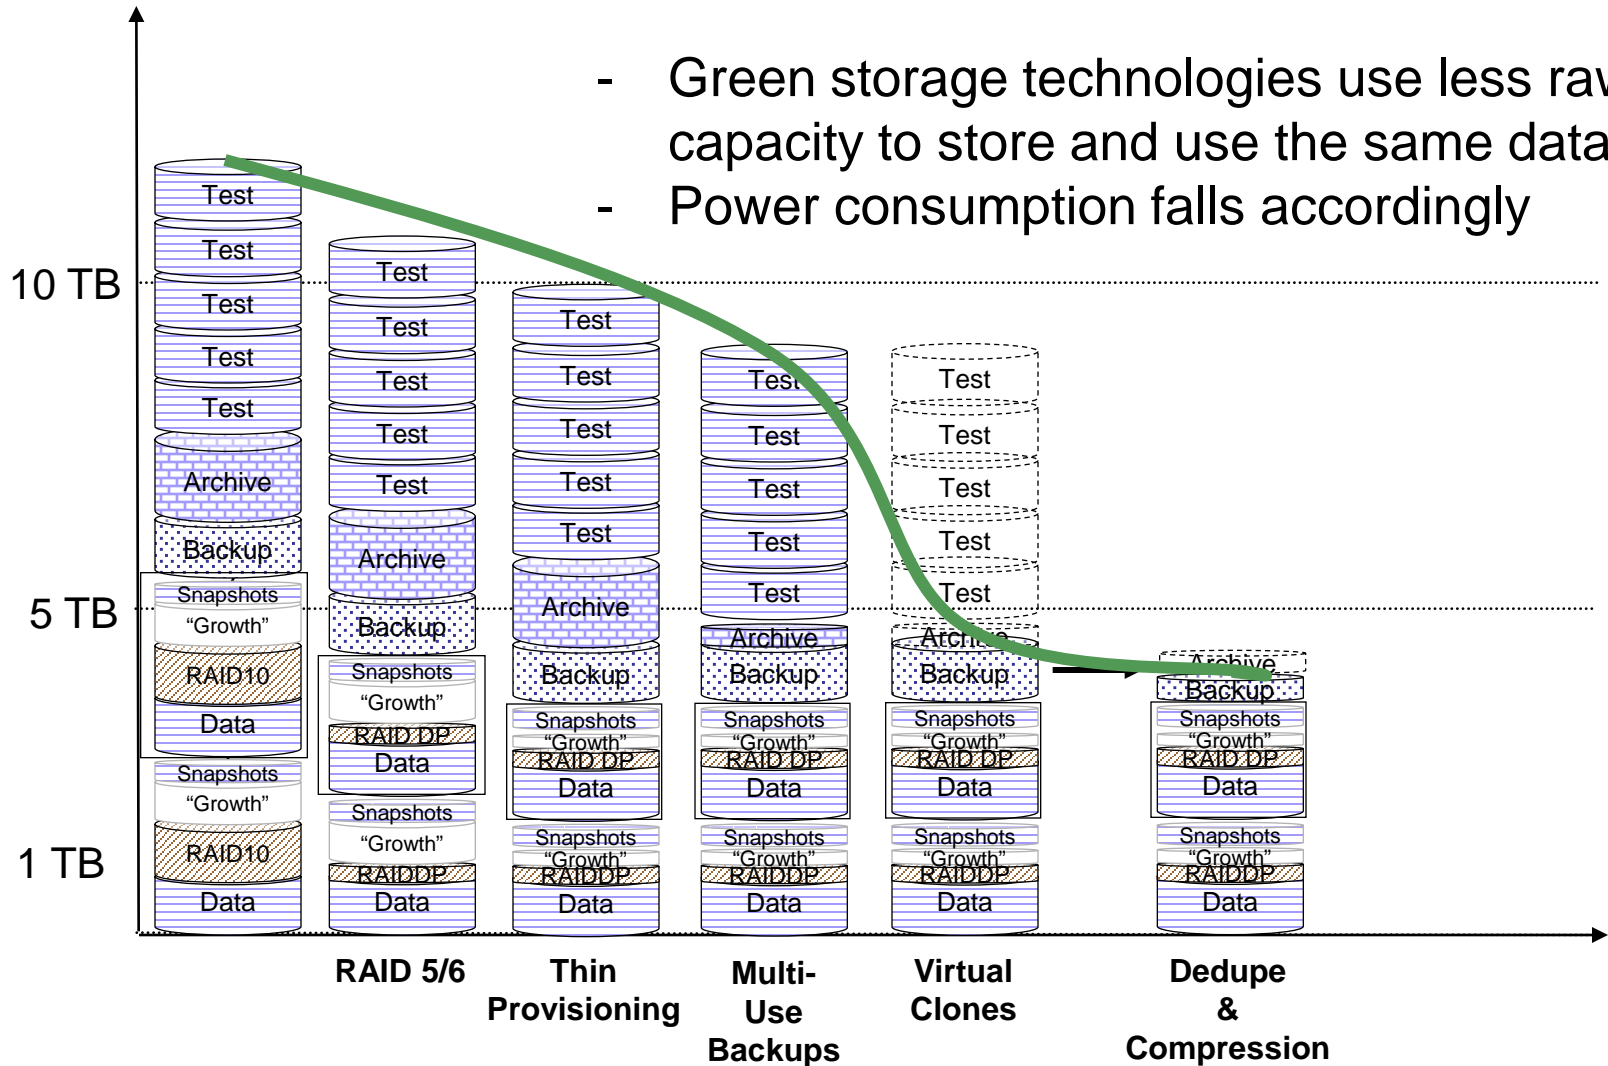 - Green storage technologies use less raw
capacity to store and use the same data
- Power consumption falls accordingly
10 TB
5 TB
1 TB
Test
Test
Test
Test
Test
Archive
Backup
Snapshots
“Growth”
RAID10
Data
Snapshots
“Growth”
RAID10
Data
Test
Test
Test
Test
Test
Archive
Backup
Snapshots
“Growth”
RAID DP
Data
Snapshots
“Growth”
RAIDDP
Data
RAID 5/6
Test
Test
Test
Test
Test
Archive
Backup
Snapshots
“Growth”
RAID DP
Data
Snapshots
“Growth”
RAIDDP
Data
Thin
Provisioning
Test
Test
Test
Test
Test
Archive
Backup
Snapshots
“Growth”
RAID DP
Data
Snapshots
“Growth”
RAIDDP
Data
Multi-
Use
Backups
Test
Test
Test
Test
Test
Archive
Backup
Snapshots
“Growth”
RAID DP
Data
Snapshots
“Growth”
RAIDDP
Data
Virtual
Clones
Archive
Backup
Snapshots
“Growth”
RAID DP
Data
Snapshots
“Growth”
RAIDDP
Data
Dedupe
&
Compression